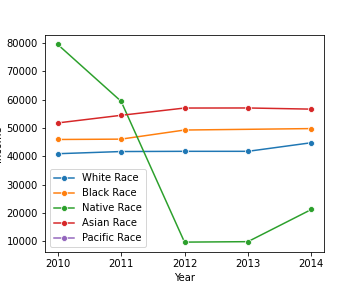 80000
70000
60000
50000
40000
30000
20000
10000
White Race
Black Race
Native Race
Asian Race
Pacific Race
2010 2011 2012 2013 2014
Year